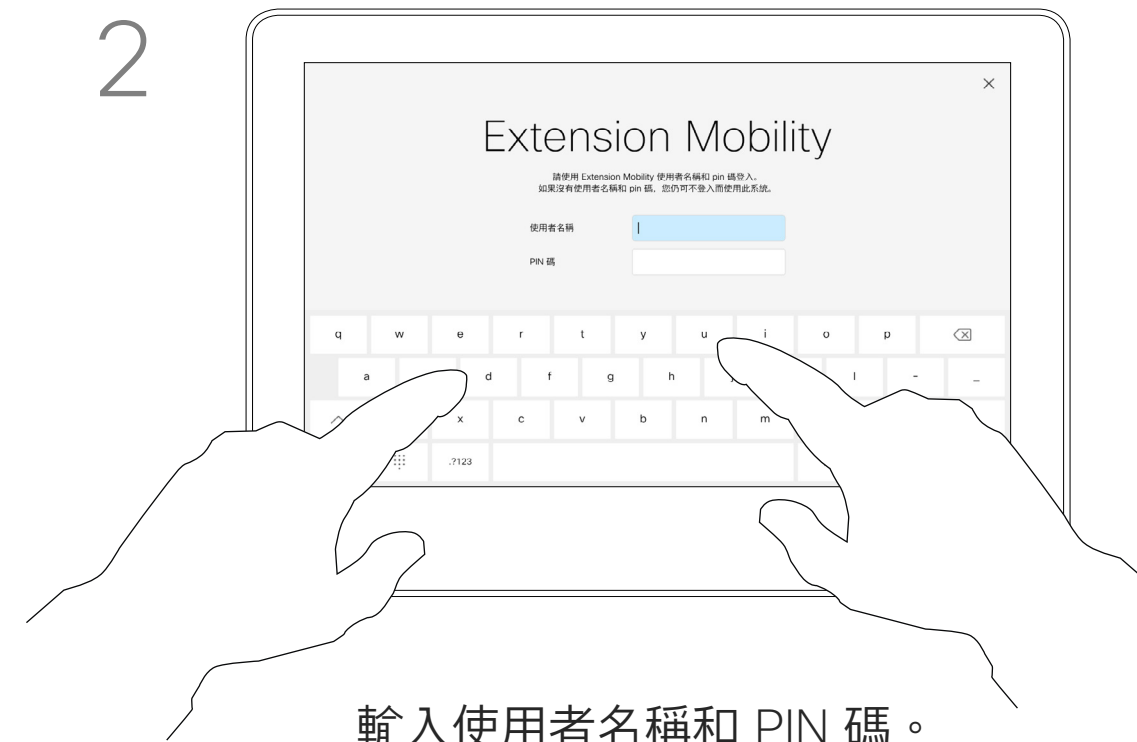 2
Extension Mobility
請使用 Extension Mobility 使用者名稱和 pin 碼登入。
如果沒有使用者名稱和 pin 碼，您仍可不登入而使用此系統。
使用者名稱
PIN 碼
q w e r t y u i o p
a d f g h j l - _
x c v b n m
.?123
輸入使用者名稱和 PIN 碼。